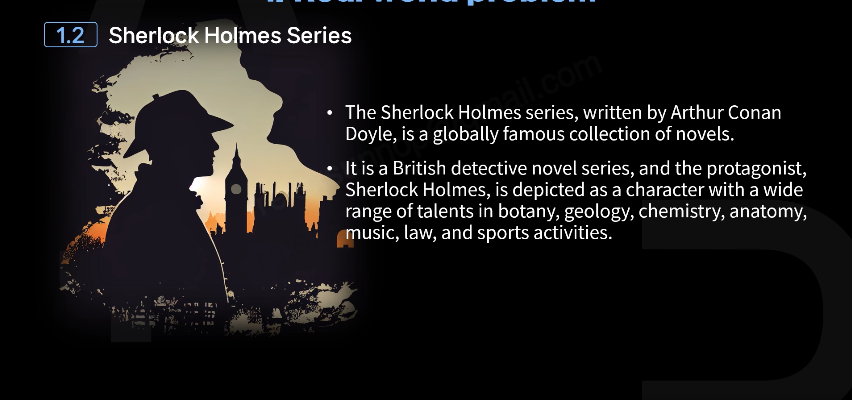 1.2 Sherlock Holmes Series
• The Sherlock Holmes series, written by Arthur Conan
Doyle, is a globally famous collection of novels.
• It is a British detective novel series, and the protagonist,
Sherlock Holmes, is depicted as a character with a wide
range of talents in botany, geology, chemistry, anatomy,
music, law, and sports activities.